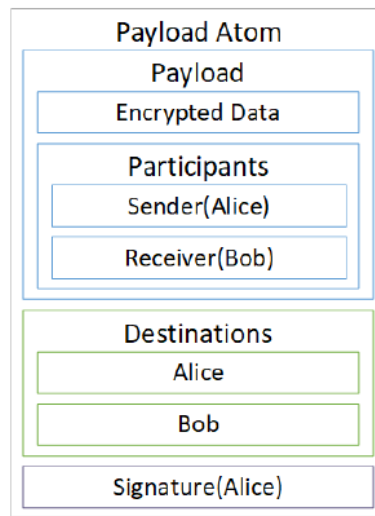 Payload Atom
Payload
Encrypted Data
Participants
Sender(Alice)
Receiver(Bob)
Destinations
Alice
Bob
Signature(Alice)